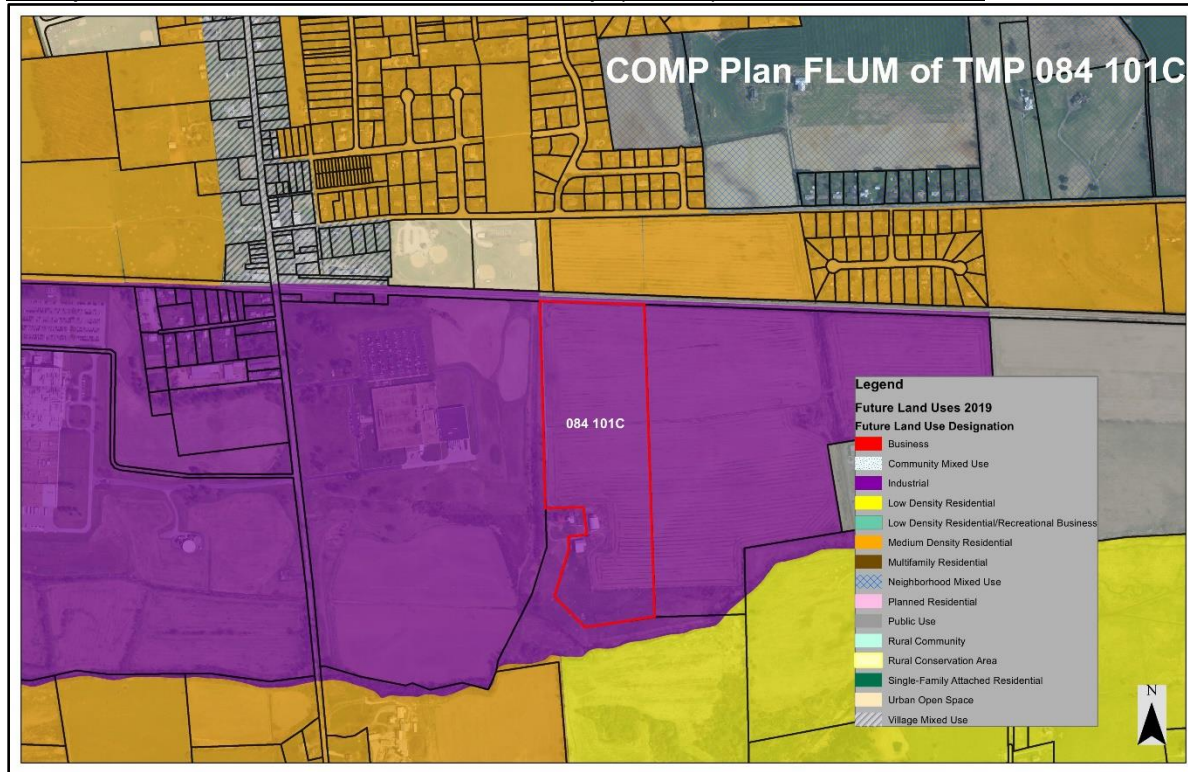 COMP Plan FLUM of TMP 084 101C
084 101C
Legend
Future Land Uses 2019
Future Land Use Designation
Business
Community Mixed Use
Industrial
Low Density Residential
Low Density Residential/Recreational Business
Medium Density Residential
Multifamily Residential
Neighborhood Mixed Use
Planned Residential
Public Use
Rural Community
Rural Conservation Area
Single-Family Attached Residential
Urban Open Space
Village Mixed Use
N